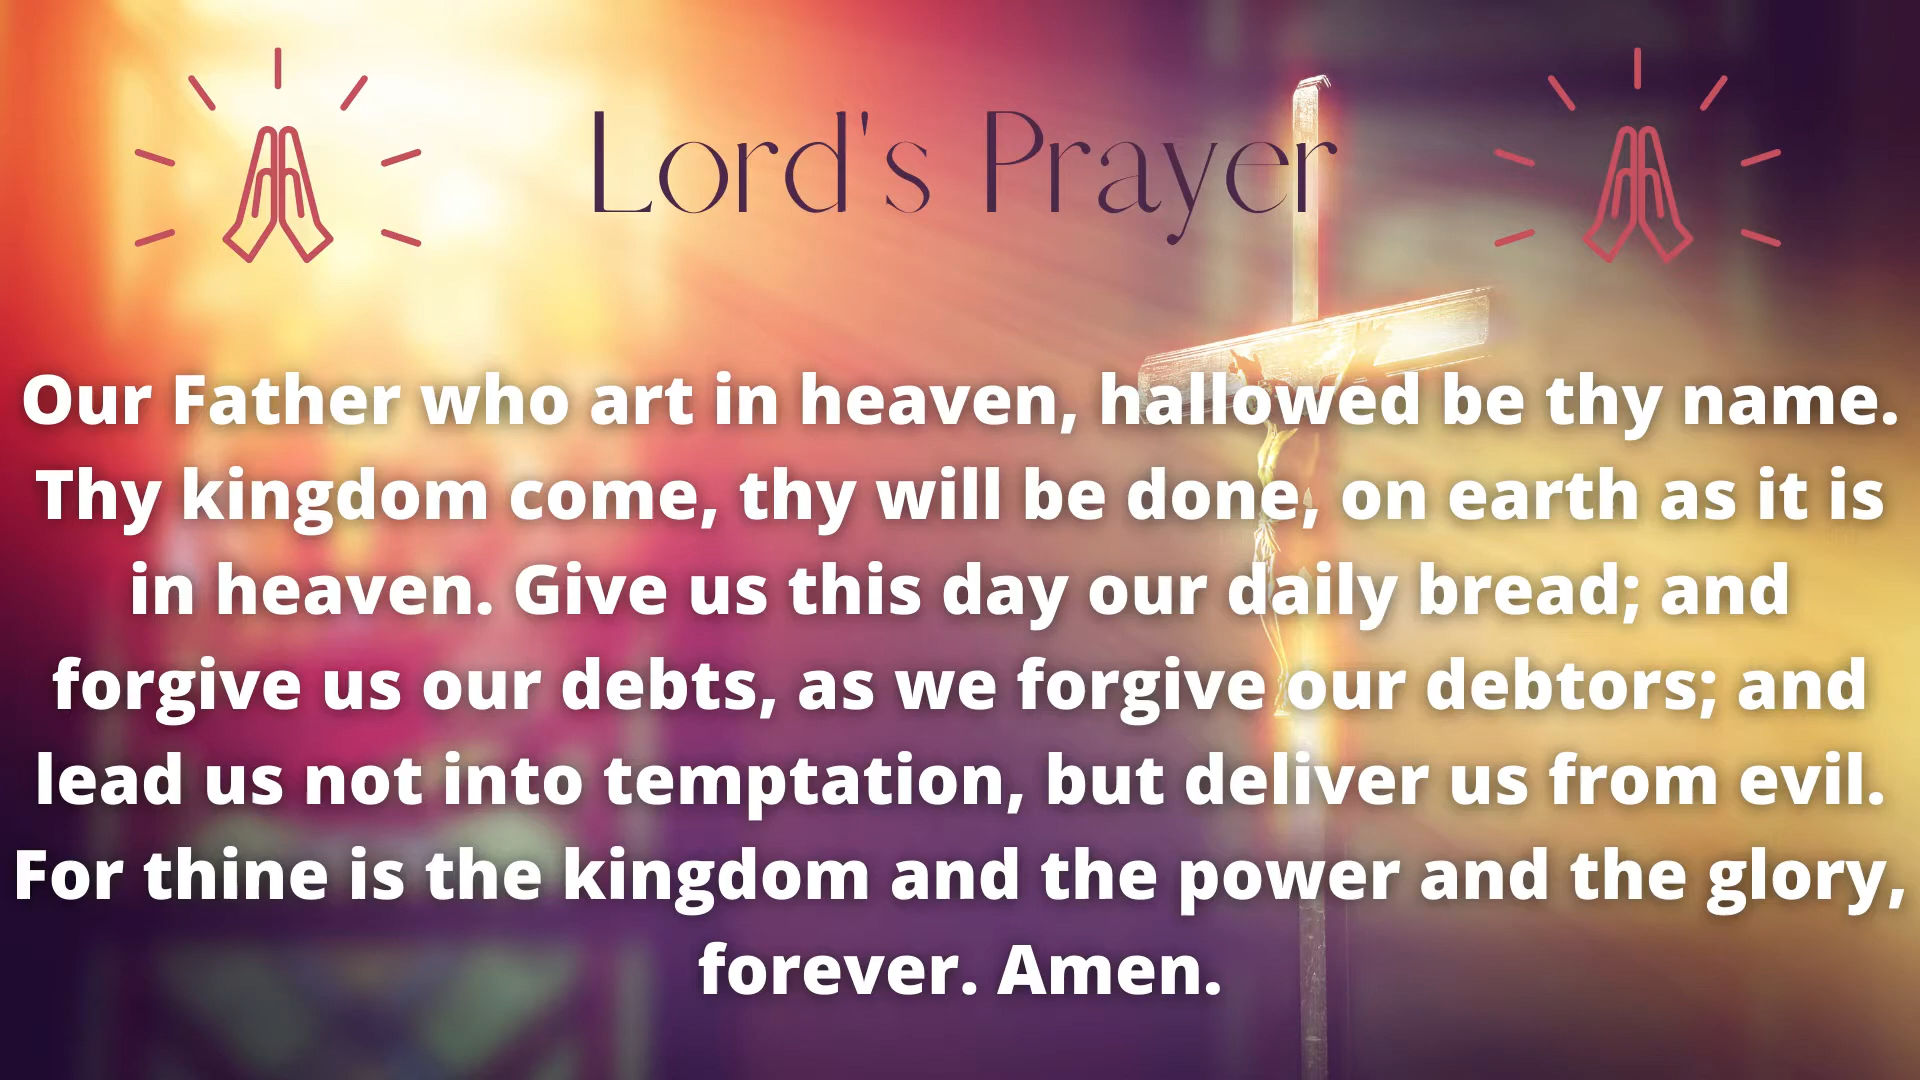 Lord's Prayer
Our Father who art in heaven, hallowed be thy name.
Thy kingdom come, thy will be done, on earth as it is
in heaven. Give us this day our daily bread; and
forgive us our debts, as we forgive our debtors; and
lead us not into temptation, but deliver us from evil.
For thine is the kingdom and the power and the glory,
forever. Amen.